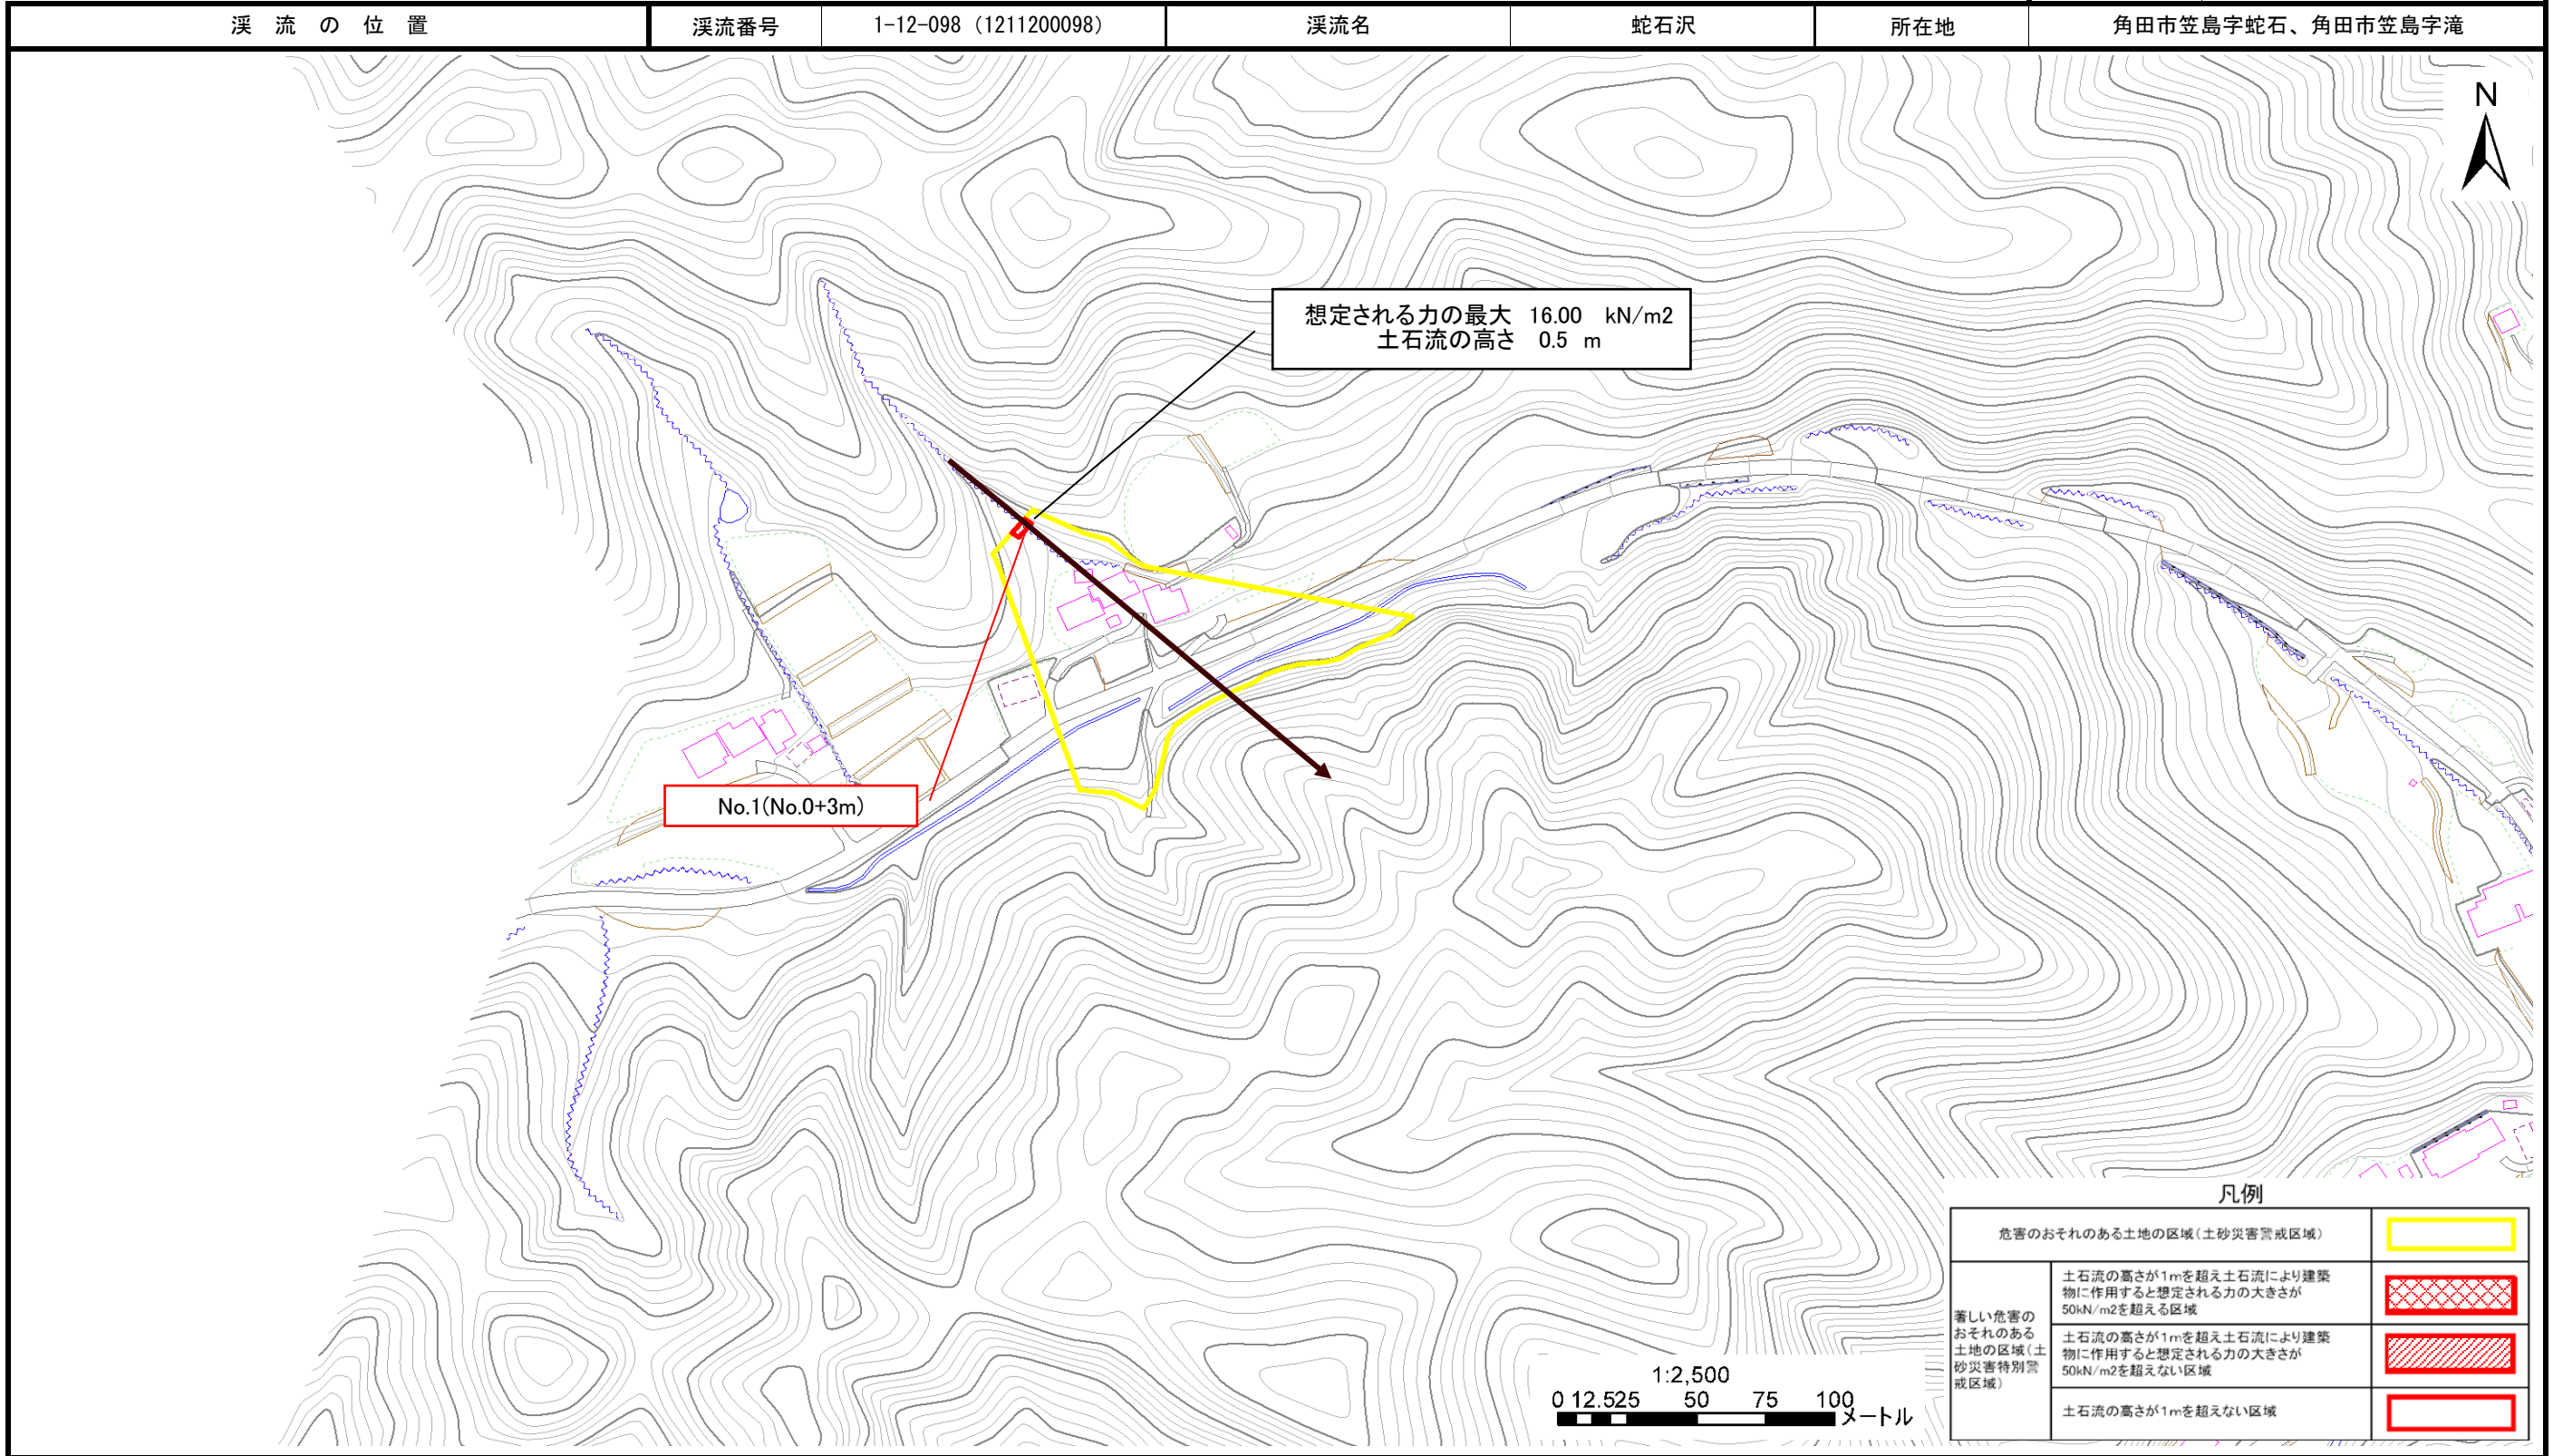 渓流の位置
渓流番号
1-12-098（1211200098）
渓流名
蛇石沢
所在地
角田市笠島字蛇石、角田市笠島字滝
N
想定される力の最大 16.00 kN/m2
土石流の高さ 0.5 m
No.1(No.0+3m)
凡例
危害のおそれのある土地の区域(土砂災害警戒区域)
著しい危害の
おそれのある
土地の区域(土
砂災害特別警
戒区域)
土石流の高さが1mを超え土石流により建築
物に作用すると想定される力の大きさが
50kN/m2を超える区域
土石流の高さが1mを超え土石流により建築
物に作用すると想定される力の大きさが
50kN/m2を超えない区域
土石流の高さが1mを超えない区域
1:2,500
0 12.525 50 75 100
メートル